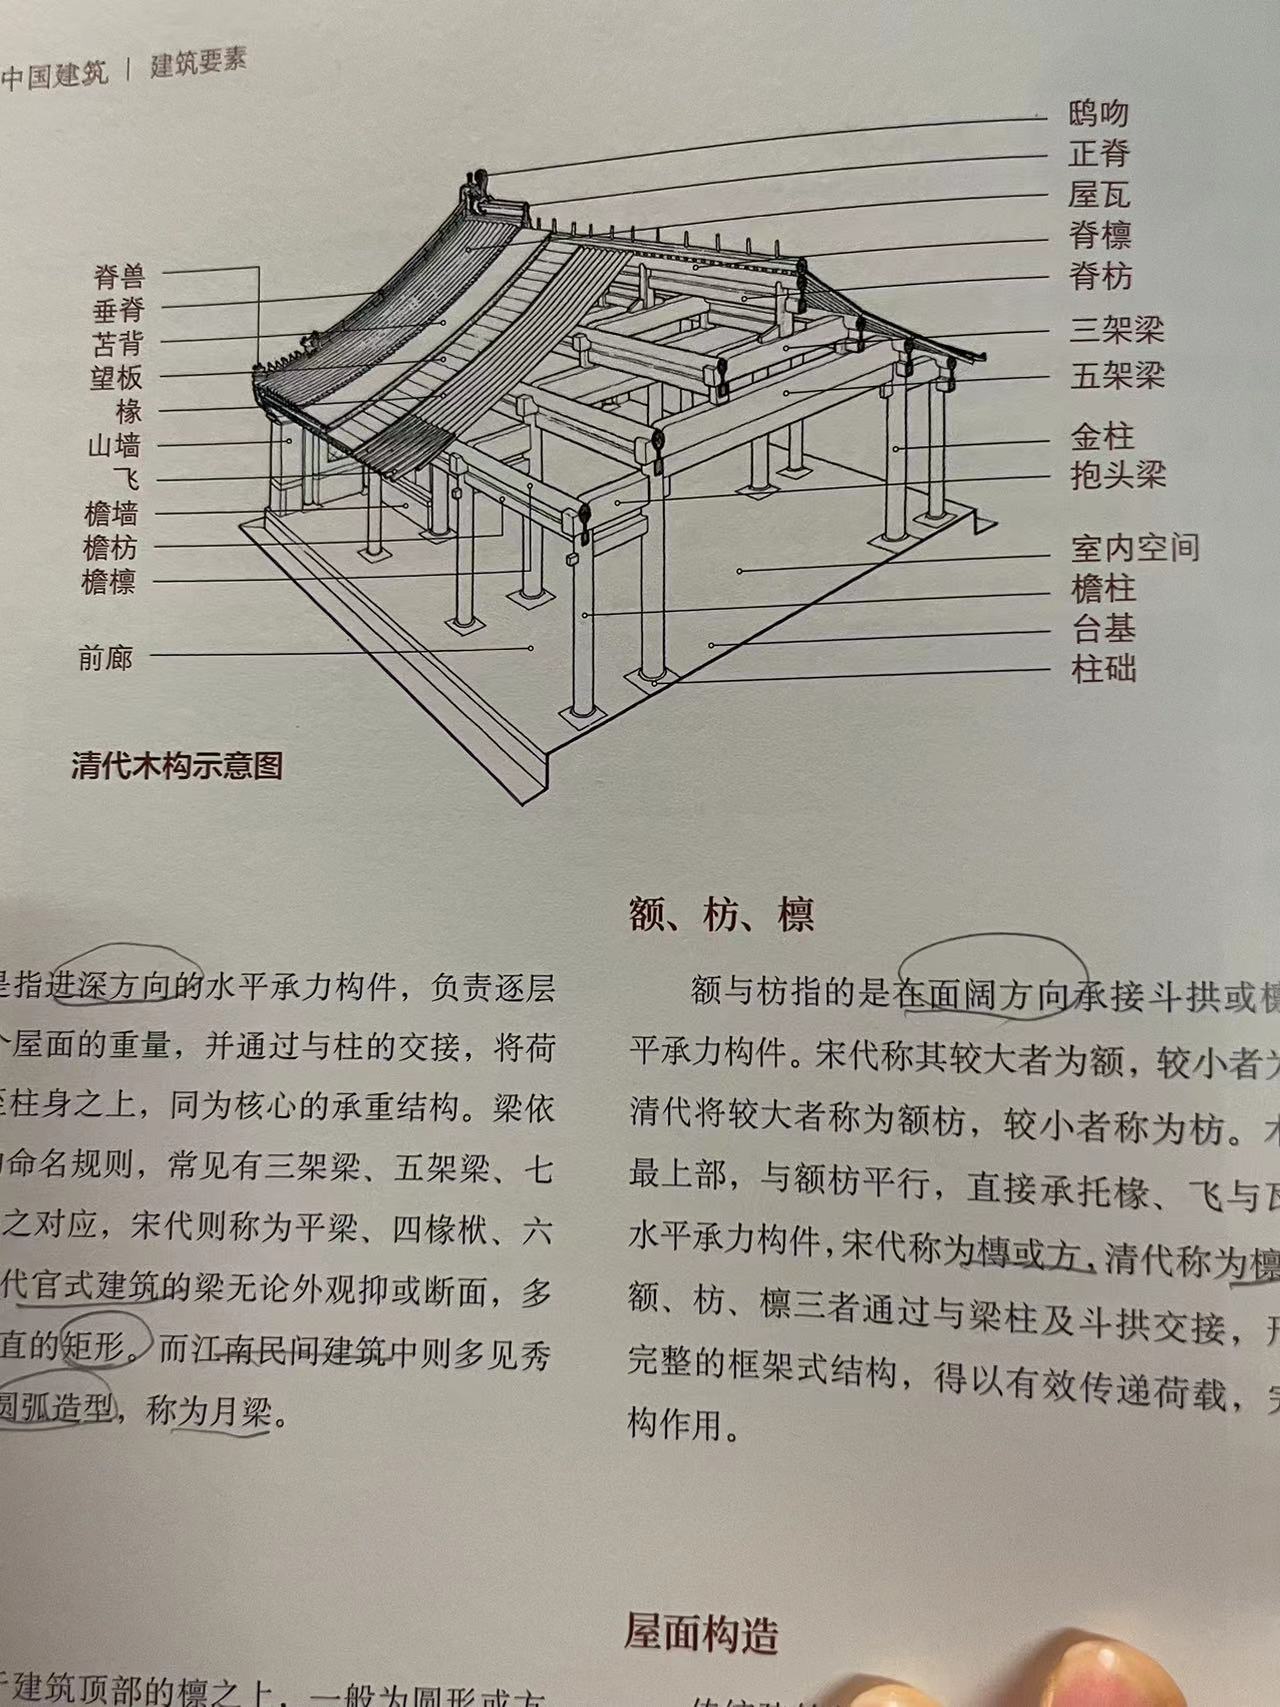 中国建筑 | 建筑要素
鸱吻
正脊
屋瓦
脊檩
脊枋
三架梁
五架梁
金柱
抱头梁
室内空间
檐柱
台基
柱础
脊兽
垂脊
苫背
望板
椽
山墙
飞
檐墙
檐枋
檐檩
前廊
清代木构示意图
是指进深方向的水平承力构件，负责逐层
个屋面的重量，并通过与柱的交接，将荷
至柱身之上，同为核心的承重结构。梁依
命名规则，常见有三架梁、五架梁、七
之对应，宋代则称为平梁、四椽栿、六
代官式建筑的梁无论外观抑或断面，多
直的矩形。而江南民间建筑中则多见秀
圆弧造型，称为月梁。
建筑顶部的檩之上，一般为圆形或方
额、枋、檩
额与枋指的是在面阔方向承接斗拱或檩
平承力构件。宋代称其较大者为额，较小者为
清代将较大者称为额枋，较小者称为枋。木
最上部，与额枋平行，直接承托椽、飞与瓦
水平承力构件，宋代称为槫或方，清代称为檩
额、枋、檩三者通过与梁柱及斗拱交接，形
完整的框架式结构，得以有效传递荷载，完
构作用。
屋面构造